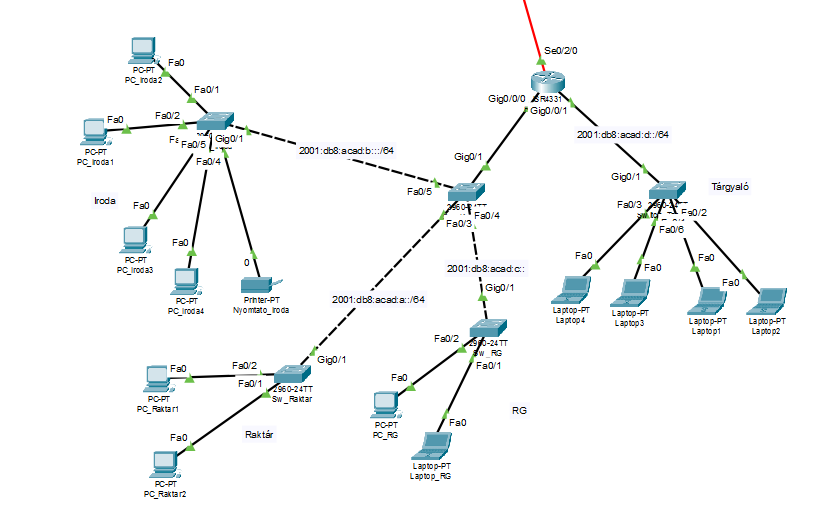 Se0/2/0
PC-PT
PC_Iroda2
Fa0
Fa0/1
Gig0/0/0
Gig0/0/1
Fa0
Fa0/2
PC-PT
PC_Iroda1
Fa0/5
Gig0/1
Fa0/4
2001:db8:acad:b:::/64
2001:db8:acad:d::/64
Gig0/1
Gig0/1
Tárgyaló
Fa0/5
Fa0/4
Fa0/3
Fa0/3
Fa0/2
Fa0/6
Iroda
Fa0
PC-PT
PC_Iroda3
Fa0
PC-PT
PC_Iroda4
0
Printer-PT
Nyomtato_Iroda
2001:db8:acad:c::
2001:db8:acad:a::/64
Gig0/1
Fa0
Laptop-PT
Laptop4
Fa0
Laptop-PT
Laptop3
Fa0
Laptop-PT
Laptop1
Fa0
Laptop-PT
Laptop2
Fa0/2
2960-24TT
Sw_RG
Fa0/1
Gig0/1
Fa0
Fa0/2
Fa0/1
2960-24TT
Sw_Raktar
PC-PT
PC_Raktar1
Fa0
PC-PT
PC_RG
Fa0
Laptop-PT
Laptop_RG
RG
Raktár
Fa0
PC-PT
PC_Raktar2